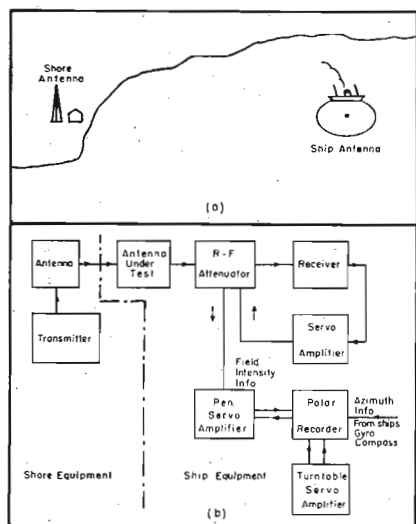 Shore
Antenna
Ship Antenna
(a)
Antenna
Antenna
Under
Test
R-F
Attenuator
Receiver
Transmitter
Servo
Amplifier
Field
Intensity
Info
Pen.
Servo
Amplifier
Polar
Recorder
Azimuth
Info
From ships
Gyro
Compass
Shore Equipment
Ship Equipment
Turntable
Servo
Amplifier
(b)